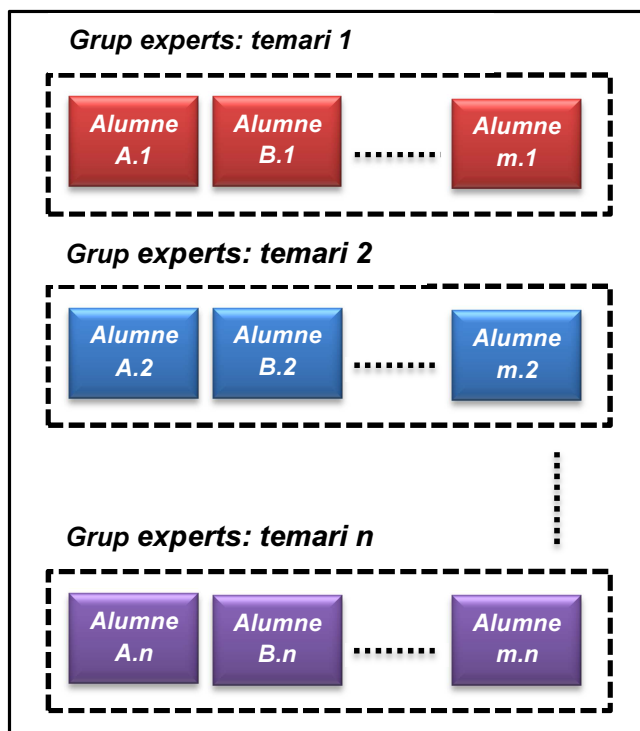 Grup experts: temari 1
Alumne Alumne Alumne
A.1 B.1 m.1
Grup experts: temari 2
Alumne Alumne Alumne
A.2 B.2 m.2
Grup experts: temari n
Alumne Alumne Alumne
A.n B.n m.n